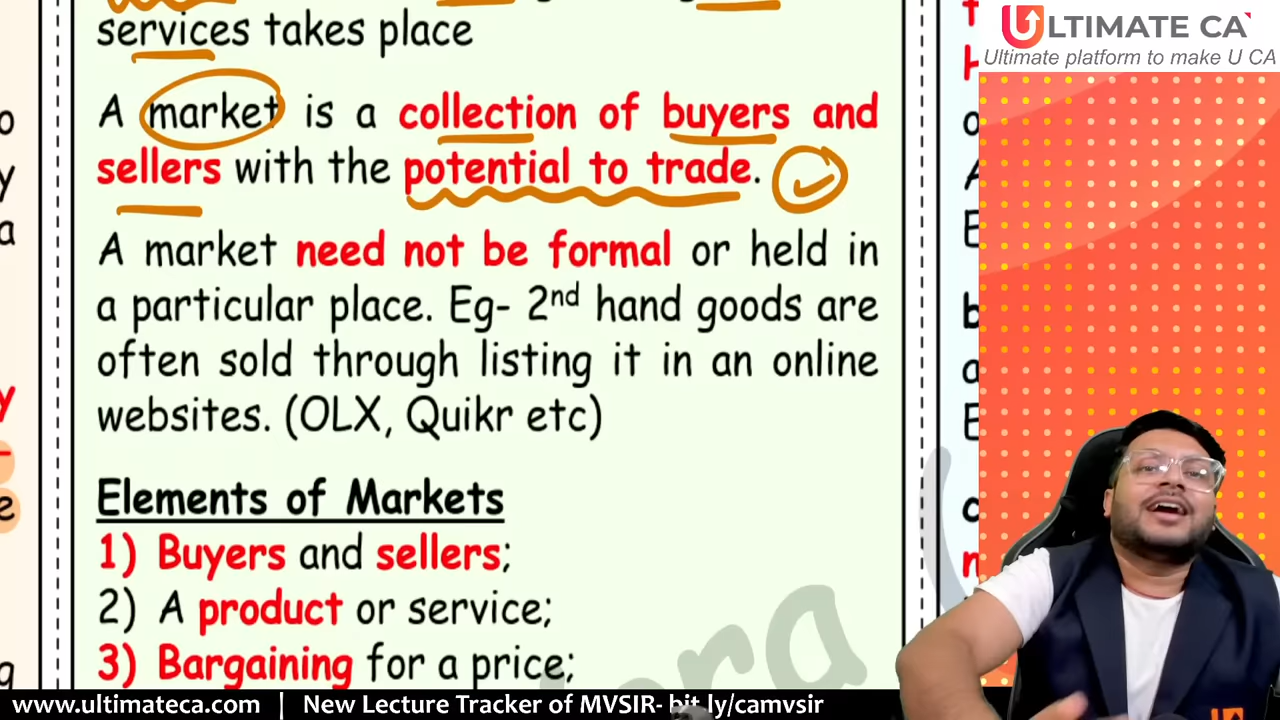 services takes place
A market is a collection of buyers and
sellers with the potential to trade.
A market need not be formal or held in
a particular place. Eg- 2nd hand goods are
often sold through listing it in an online
websites. (OLX, Quikr etc)
Elements of Markets
1) Buyers and sellers;
2) A product or service;
3) Bargaining for a price;
ULTIMATE CA
Ultimate platform to make U CA
www.ultimateca.com | New Lecture Tracker of MVSIR- bit ly/camvsir